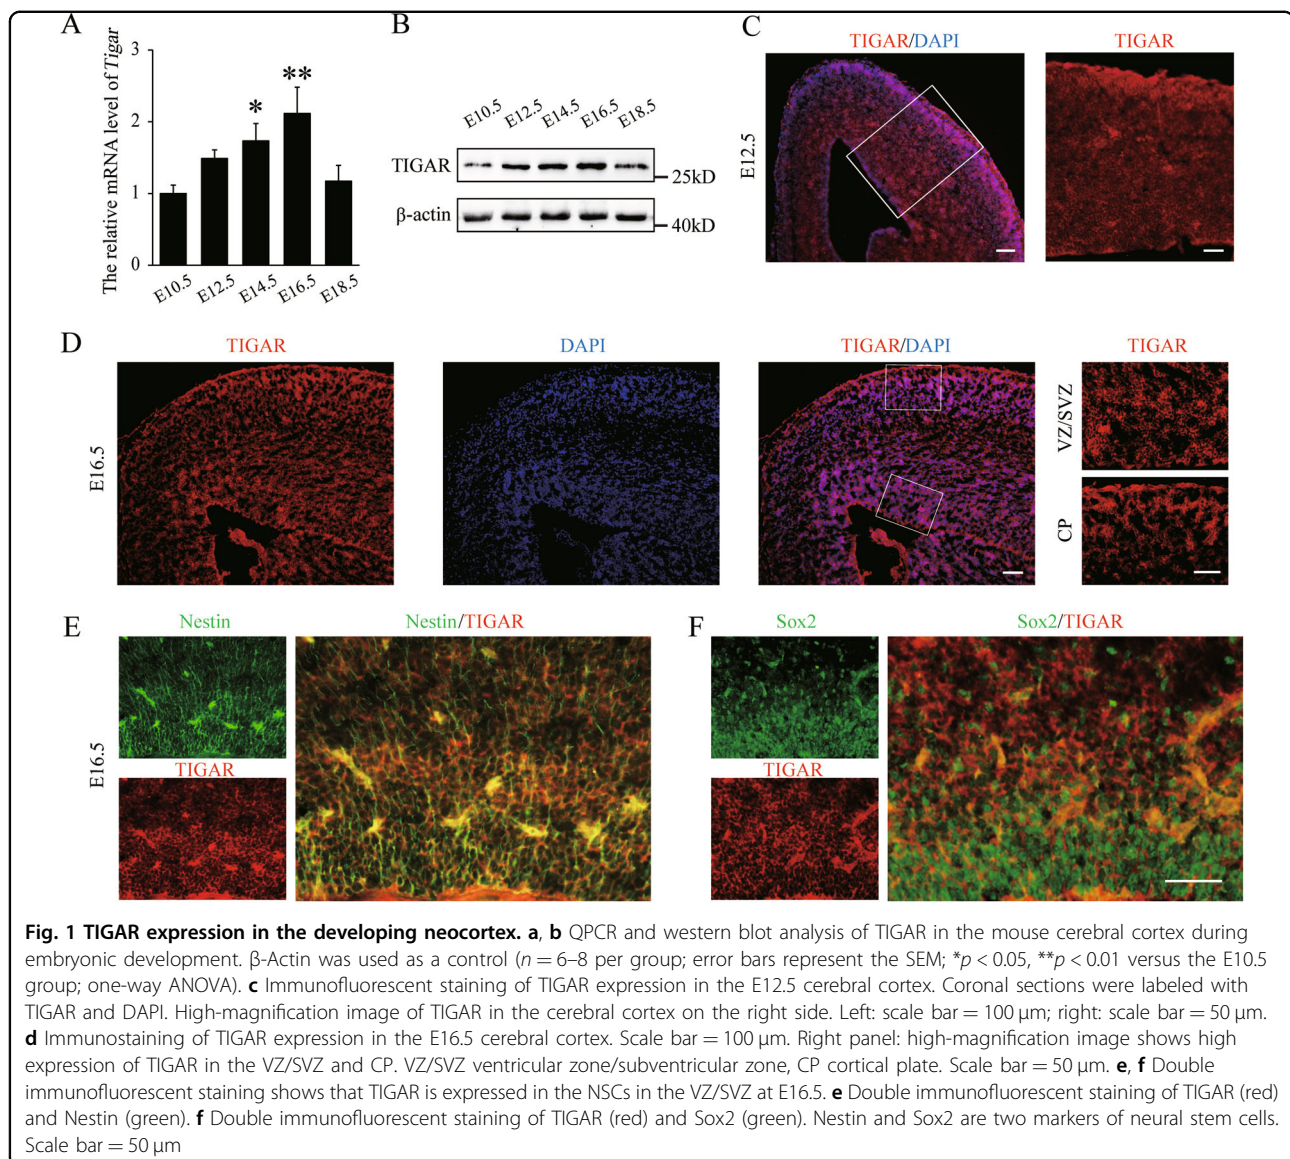 A
The relative mRNA level of Tigar
3
2
1
0
*
**
E10.5
E12.5
E14.5
E16.5
E18.5
B
E10.5
E12.5
E14.5
E16.5
E18.5
TIGAR
25kD
β-actin
40kD
C
TIGAR/DAPI
TIGAR
E12.5
D
TIGAR
DAPI
TIGAR/DAPI
TIGAR
E16.5
VZ/SVZ
CP
E
Nestin
Nestin/TIGAR
TIGAR
E16.5
F
Sox2
Sox2/TIGAR
TIGAR
Fig. 1 TIGAR expression in the developing neocortex. a, b QPCR and western blot analysis of TIGAR in the mouse cerebral cortex during
embryonic development. β-Actin was used as a control (n = 6–8 per group; error bars represent the SEM; *p < 0.05, **p < 0.01 versus the E10.5
group; one-way ANOVA). c Immunofluorescent staining of TIGAR expression in the E12.5 cerebral cortex. Coronal sections were labeled with
TIGAR and DAPI. High-magnification image of TIGAR in the cerebral cortex on the right side. Left: scale bar = 100 μm; right: scale bar = 50 μm.
d Immunostaining of TIGAR expression in the E16.5 cerebral cortex. Scale bar = 100 μm. Right panel: high-magnification image shows high
expression of TIGAR in the VZ/SVZ and CP. VZ/SVZ ventricular zone/subventricular zone, CP cortical plate. Scale bar = 50 μm. e, f Double
immunofluorescent staining shows that TIGAR is expressed in the NSCs in the VZ/SVZ at E16.5. e Double immunofluorescent staining of TIGAR (red)
and Nestin (green). f Double immunofluorescent staining of TIGAR (red) and Sox2 (green). Nestin and Sox2 are two markers of neural stem cells.
Scale bar = 50 μm